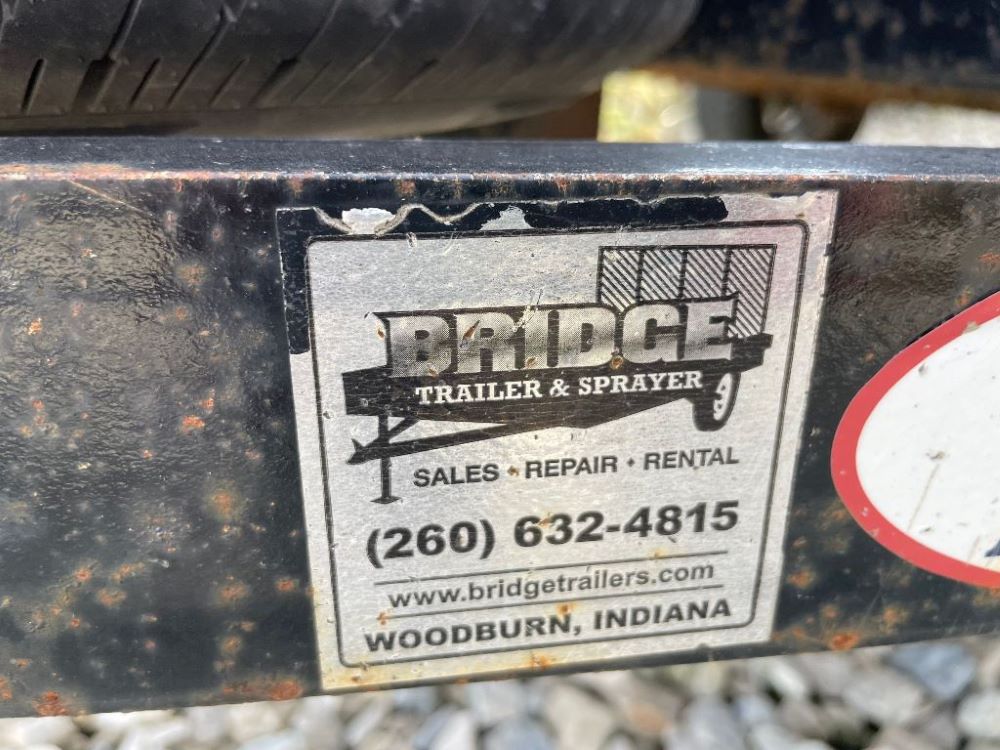 BRIDGE
TRAILER & SPRAYER
SALES • REPAIR • RENTAL
(260) 632-4815
www.bridgetrailers.com
WOODBURN, INDIANA